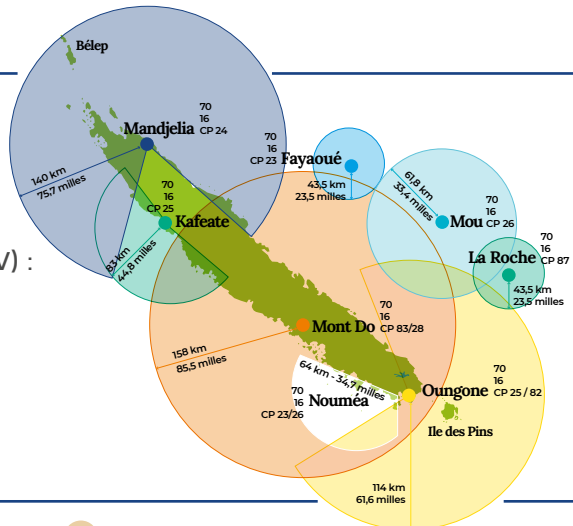 Bélep
70
16
CP 24
Mandjelia
140 km
75,7 milles
70
16
CP 23
Fayaoué
43,5 km
23,5 milles
61,8 km
33,4 milles
70
16
CP 26
Mou
70
16
CP 25
Kafeate
83 km
44,8 milles
V) :
La Roche
70
16
CP 87
43,5 km
23,5 milles
70
16
CP 83/28
Mont Do
158 km
85,5 milles
64 km - 34,7 milles
70
16
CP 23/26
Nouméa
Oungone
70
16
CP 25 / 82
Ile des Pins
114 km
61,6 milles